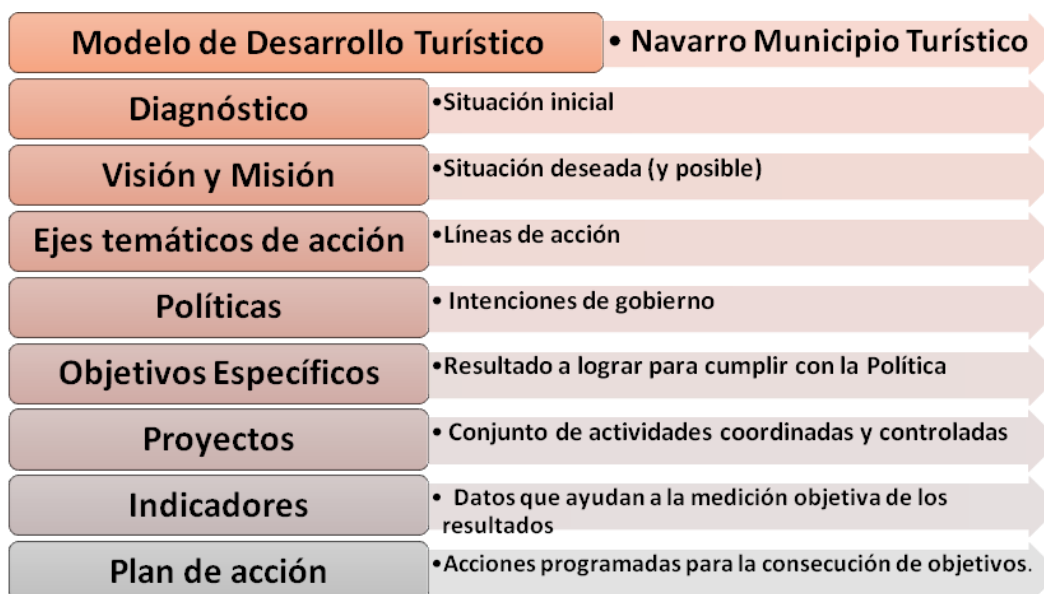 Modelo de Desarrollo Turístico
• Navarro Municipio Turístico
Diagnóstico
•Situación inicial
Visión y Misión
•Situación deseada (y posible)
Ejes temáticos de acción
•Líneas de acción
Políticas
• Intenciones de gobierno
Objetivos Específicos
•Resultado a lograr para cumplir con la Política
Proyectos
• Conjunto de actividades coordinadas y controladas
Indicadores
• Datos que ayudan a la medición objetiva de los
resultados
Plan de acción
•Acciones programadas para la consecución de objetivos.